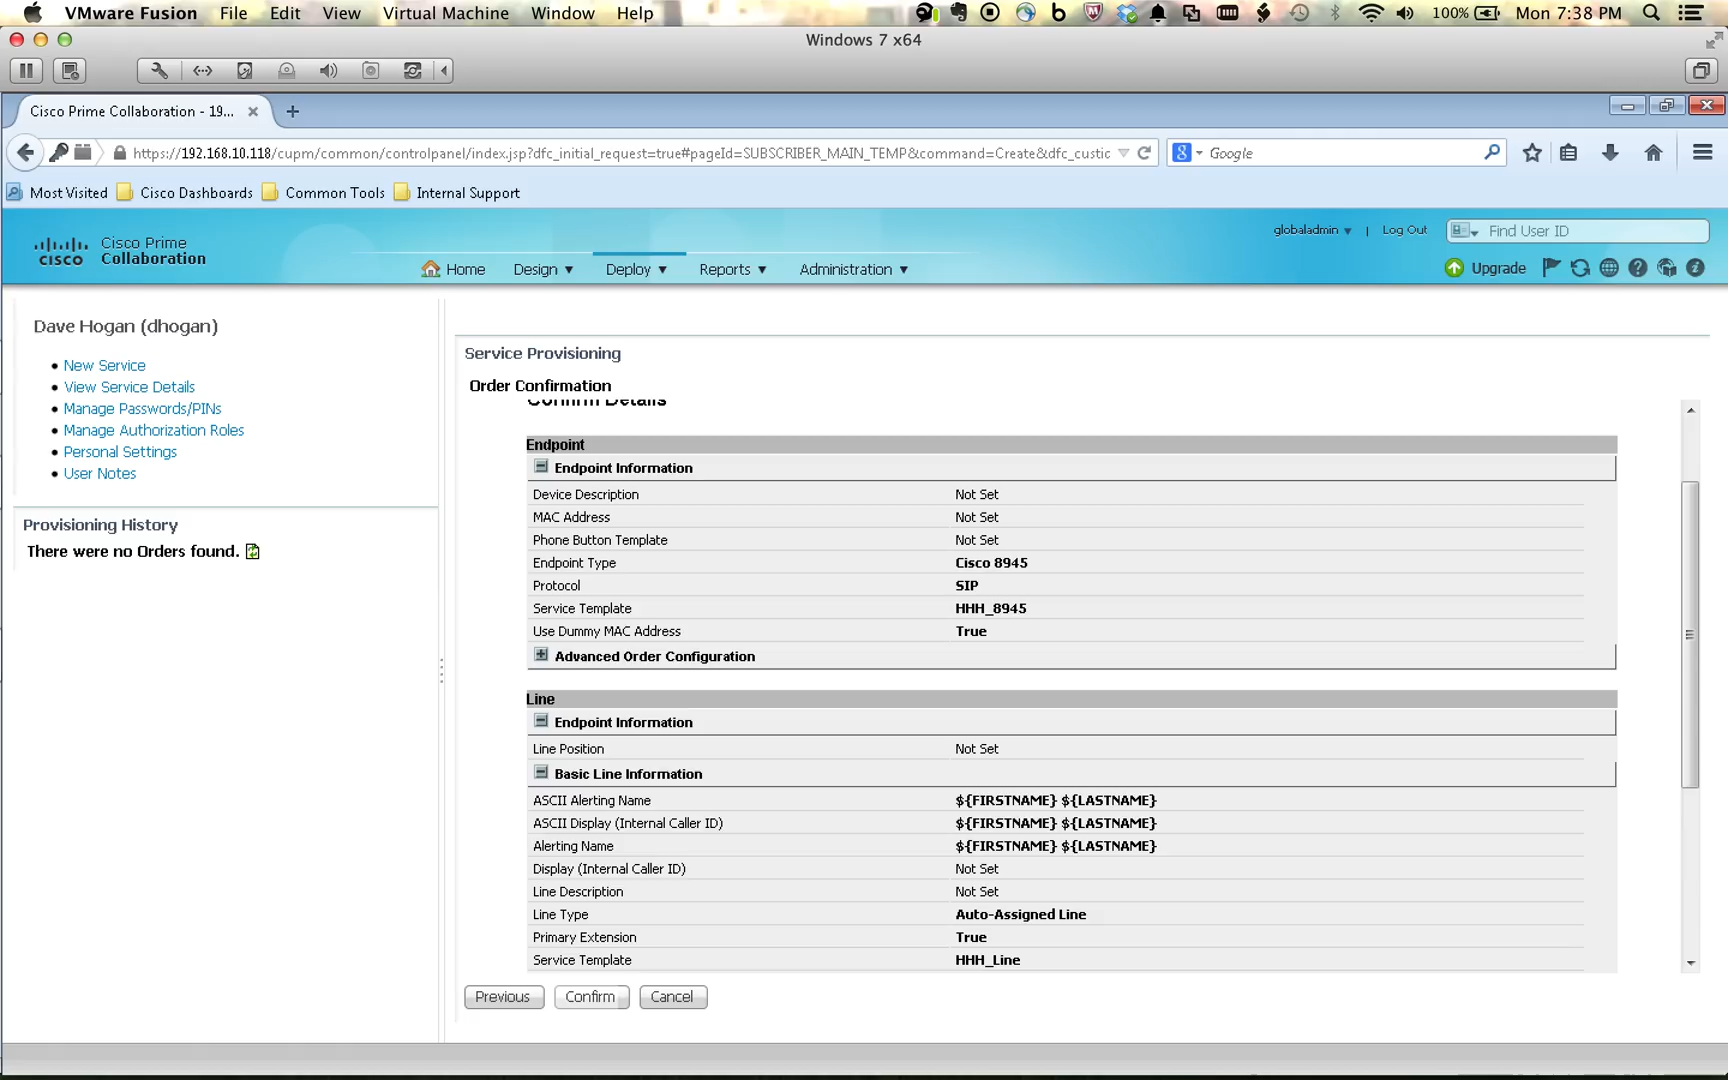 VMware Fusion File Edit View Virtual Machine Window Help 100% Mon 7:38 PM
Windows 7 x64
Cisco Prime Collaboration - 19...
https://192.168.10.118/cupm/common/controlpanel/index.jsp?dfc_initial_request=true#pageId=SUBSCRIBER_MAIN_TEMP&command=Create&dfc_custic Google
Most Visited Cisco Dashboards Common Tools Internal Support
globaladmin | Log Out Find User ID
CISCO Cisco Prime
Collaboration
Home Design Deploy Reports Administration Upgrade
Dave Hogan (dhogan)
New Service
View Service Details
Manage Passwords/PINs
Manage Authorization Roles
Personal Settings
User Notes
Provisioning History
There were no Orders found.
Service Provisioning
Order Confirmation
Confirm Details
Endpoint
Endpoint Information
Device Description Not Set
MAC Address Not Set
Phone Button Template Not Set
Endpoint Type Cisco 8945
Protocol SIP
Service Template HHH_8945
Use Dummy MAC Address True
Advanced Order Configuration
Line
Endpoint Information
Line Position Not Set
Basic Line Information
ASCII Alerting Name ${FIRSTNAME} ${LASTNAME}
ASCII Display (Internal Caller ID) ${FIRSTNAME} ${LASTNAME}
Alerting Name ${FIRSTNAME} ${LASTNAME}
Display (Internal Caller ID) Not Set
Line Description Not Set
Line Type Auto-Assigned Line
Primary Extension True
Service Template HHH_Line
Previous Confirm Cancel